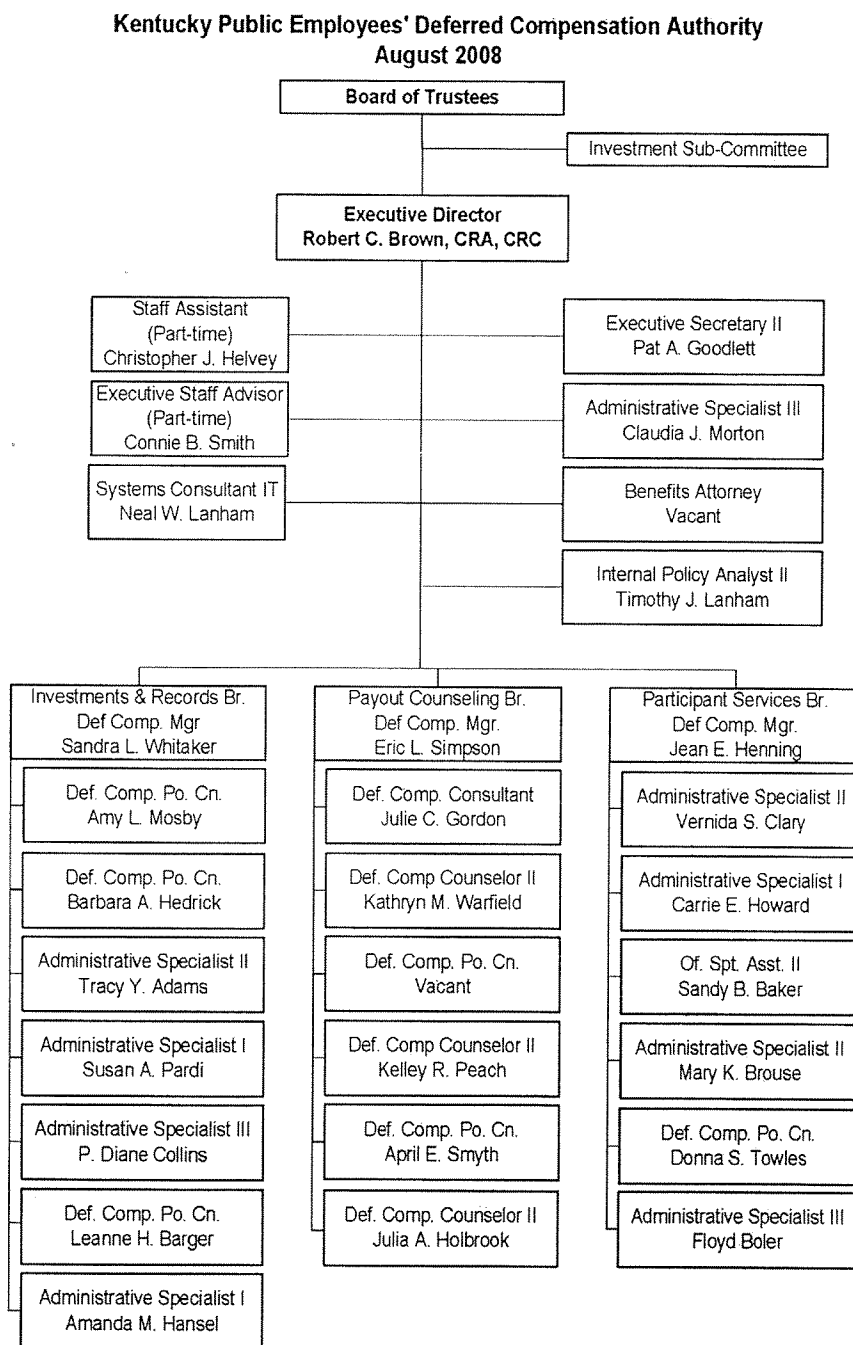 Kentucky Public Employees' Deferred Compensation Authority
August 2008
Board of Trustees
Investment Sub-Committee
Executive Director
Robert C. Brown, CRA, CRC
Staff Assistant
(Part-time)
Christopher J. Helvey
Executive Secretary II
Pat A. Goodlett
Executive Staff Advisor
(Part-time)
Connie B. Smith
Administrative Specialist III
Claudia J. Morton
Systems Consultant IT
Neal W. Lanham
Benefits Attorney
Vacant
Internal Policy Analyst II
Timothy J. Lanham
Investments & Records Br.
Def Comp. Mgr
Sandra L. Whitaker
Def. Comp. Po. Cn.
Amy L. Mosby
Def. Comp. Po. Cn.
Barbara A. Hedrick
Administrative Specialist II
Tracy Y. Adams
Administrative Specialist I
Susan A. Pardi
Administrative Specialist III
P. Diane Collins
Def. Comp. Po. Cn.
Leanne H. Barger
Administrative Specialist I
Amanda M. Hansel
Payout Counseling Br.
Def Comp. Mgr.
Eric L. Simpson
Def. Comp. Consultant
Julie C. Gordon
Def. Comp Counselor II
Kathryn M. Warfield
Def. Comp. Po. Cn.
Vacant
Def. Comp Counselor II
Kelley R. Peach
Def. Comp. Po. Cn.
April E. Smyth
Def. Comp. Counselor II
Julia A. Holbrook
Participant Services Br.
Def Comp. Mgr.
Jean E. Henning
Administrative Specialist II
Vernida S. Clary
Administrative Specialist I
Carrie E. Howard
Of. Spt. Asst. II
Sandy B. Baker
Administrative Specialist II
Mary K. Brouse
Def. Comp. Po. Cn.
Donna S. Towles
Administrative Specialist III
Floyd Boler